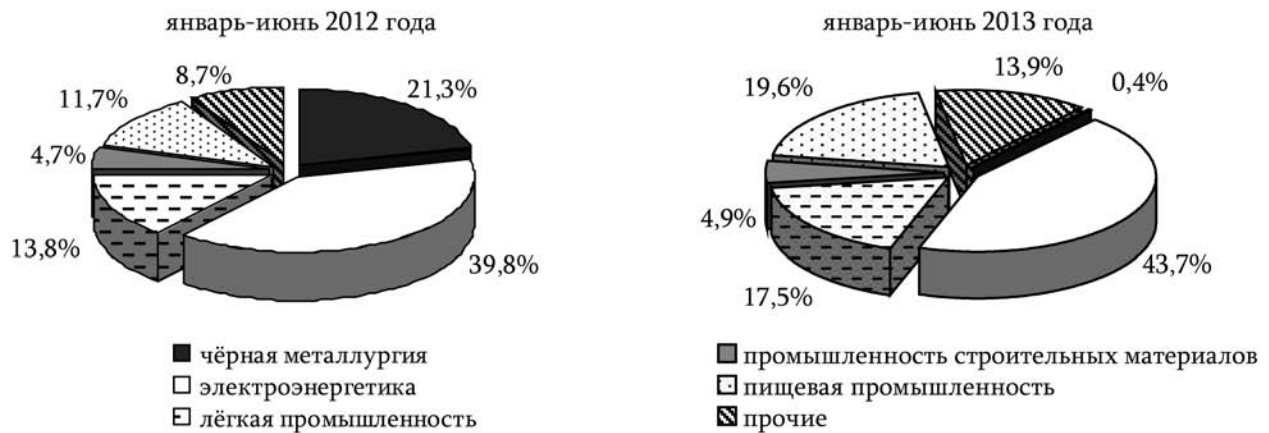 январь-июнь 2012 года
8,7%
21,3%
11,7%
4,7%
13,8%
39,8%
январь-июнь 2013 года
13,9%
0,4%
19,6%
4,9%
17,5%
43,7%
чёрная металлургия
электроэнергетика
лёгкая промышленность
промышленность строительных материалов
пищевая промышленность
прочие